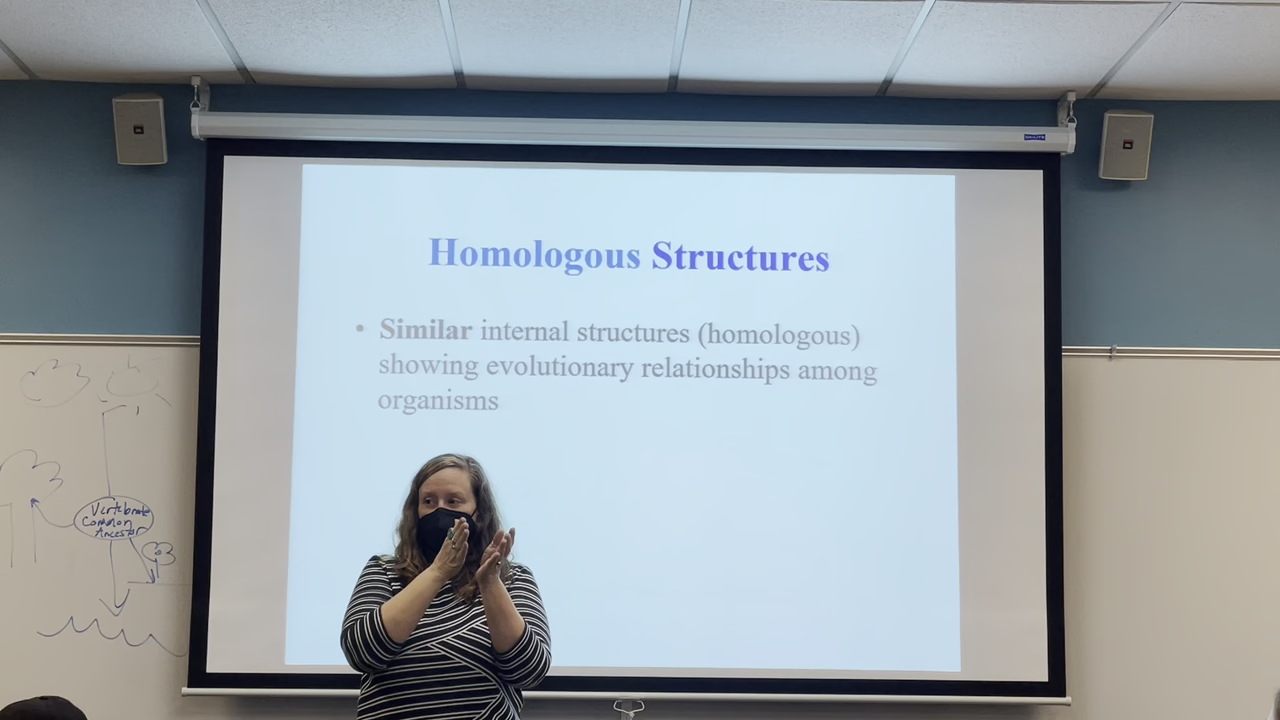 Homologous Structures
• Similar internal structures (homologous)
showing evolutionary relationships among
organisms
Vertebrate
Common
Ancestor